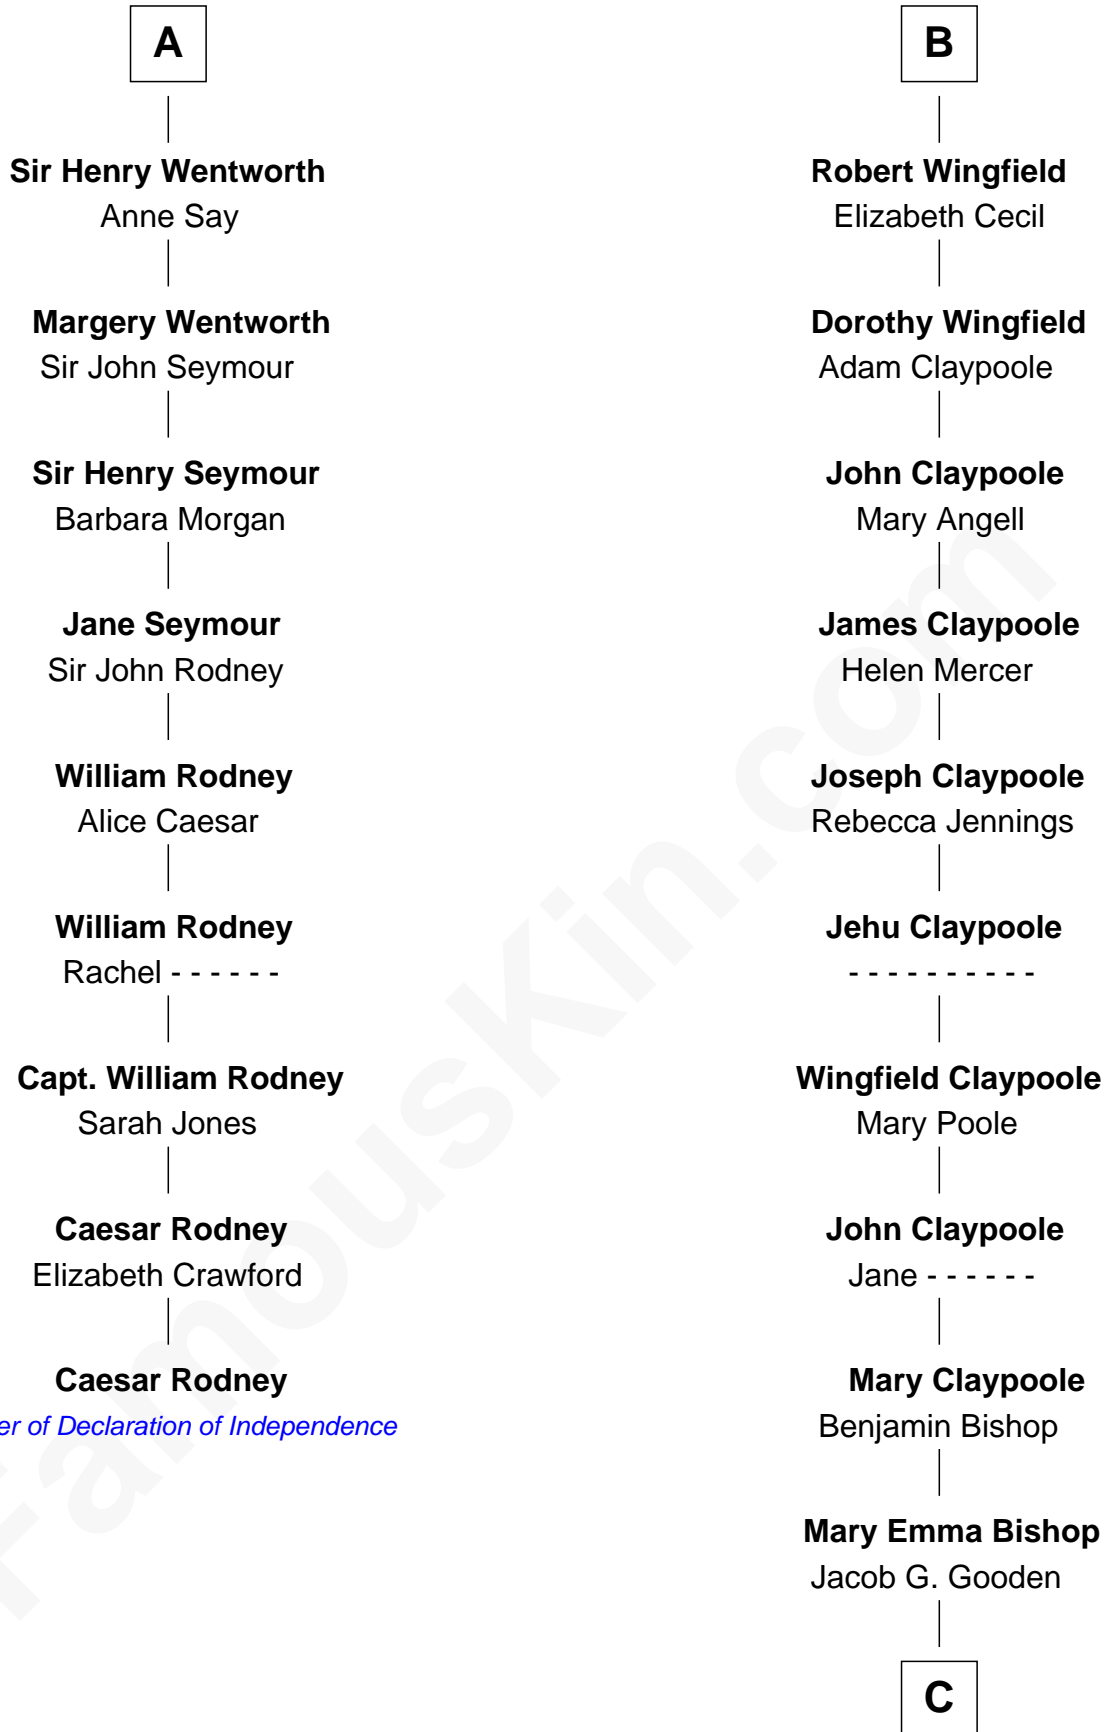 A
Sir Henry Wentworth
Anne Say
Margery Wentworth
Sir John Seymour
Sir Henry Seymour
Barbara Morgan
Jane Seymour
Sir John Rodney
William Rodney
Alice Caesar
William Rodney
Rachel - - - - - -
Capt. William Rodney
Sarah Jones
Caesar Rodney
Elizabeth Crawford
Caesar Rodney
er of Declaration of Independence
B
Robert Wingfield
Elizabeth Cecil
Dorothy Wingfield
Adam Claypoole
John Claypoole
Mary Angell
James Claypoole
Helen Mercer
Joseph Claypoole
Rebecca Jennings
Jehu Claypoole
- - - - - - - - - -
Wingfield Claypoole
Mary Poole
John Claypoole
Jane - - - - - -
Mary Claypoole
Benjamin Bishop
Mary Emma Bishop
Jacob G. Gooden
C
FamousKin.com